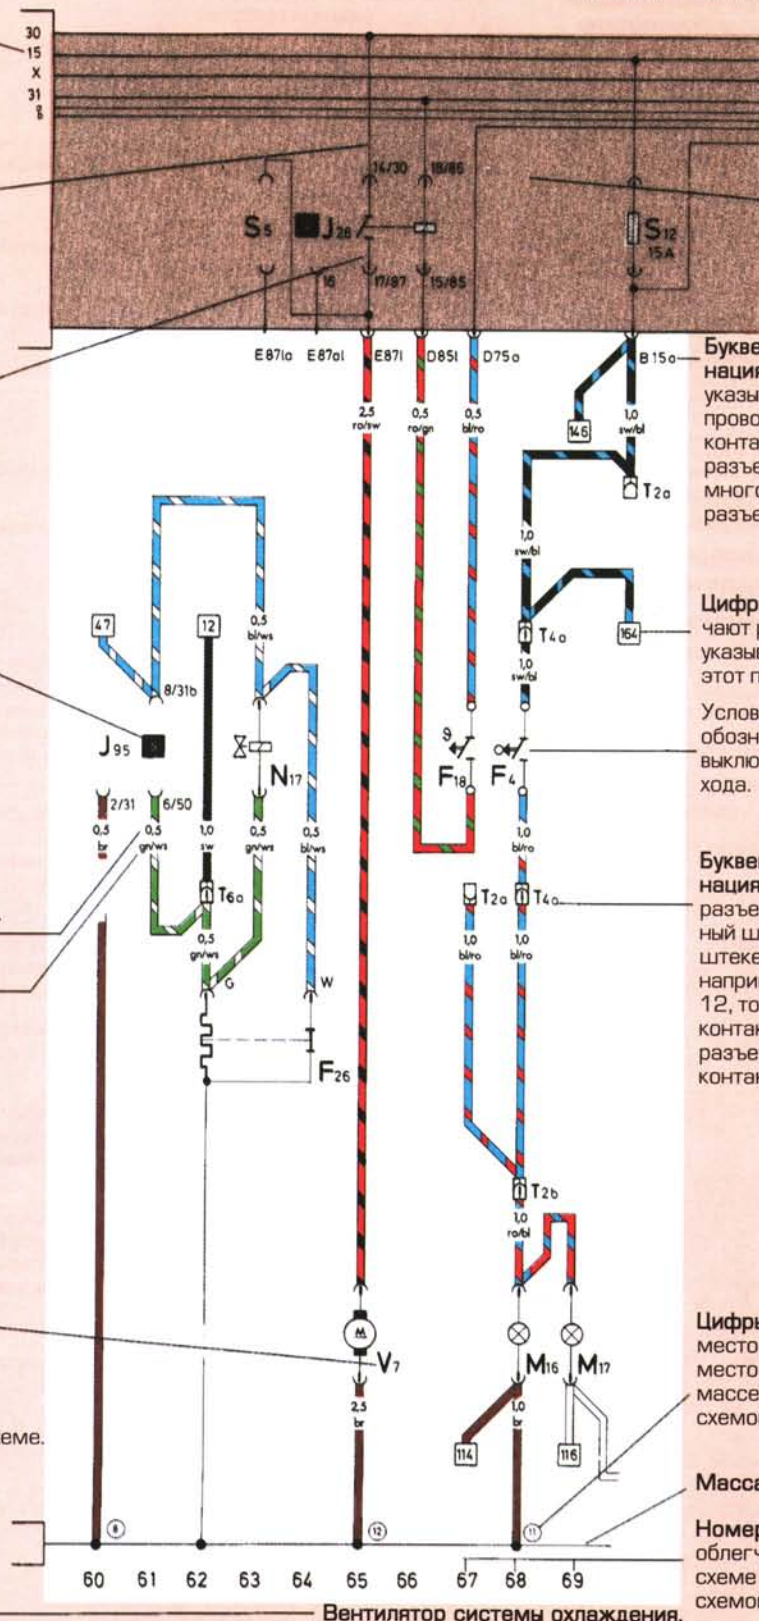 30
15
X
31
14/30 18/86
S5 J26 S12
15A
16 17/87 15/85
E87la E87al E87l D85l D75a B15a
2,5 ro/sw
0,5 ro/gn
0,5 bl/ro
1,0 sw/bl
146
T2a
1,0 sw/bl
47 12
0,5 bl/ws
T4a 164
1,0 sw/bl
8/31b
J95 N17 F18 F4
2/31 6/50
0,5 br
0,5 gn/ws
1,0 sw
0,5 gn/ws
0,5 bl/ws
1,0 bl/ro
T6a T2a T4a
0,5 gn/ws
1,0 bl/ro
1,0 bl/ro
G W
F26
T2b
1,0 ro/bl
M
V7 M16 M17
2,5 br
1,0 br
114 116
8 12 11
60 61 62 63 64 65 66 67 68 69
Вентилятор системы охлаждения.
еме.
Букве
нация
указы
прово
конта
разъе
много
разъе
Цифр
чают р
указы
этот п
Услов
обозн
выклю
хода.
Букве
нация
разъе
ный ш
штеке
напри
12, то
конта
разъе
конта
Цифры
место
место
массе
схемо
Масса
Номер
облегч
схеме
схемо